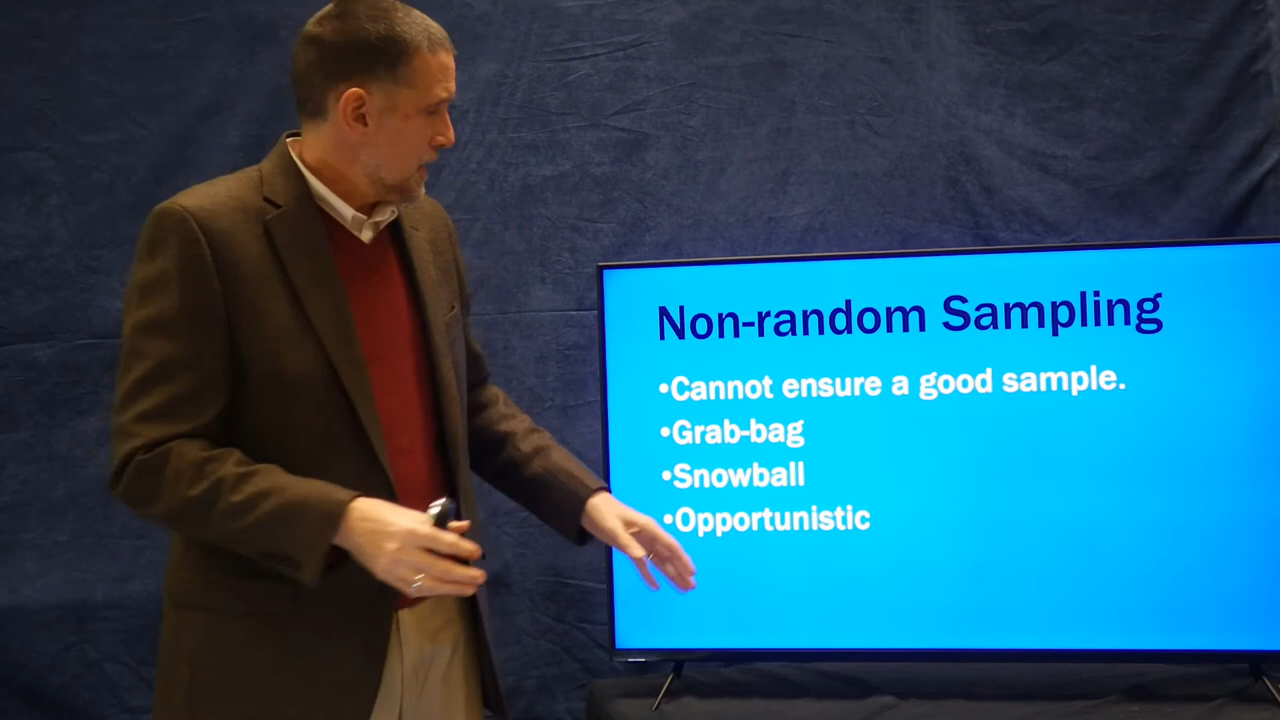 Non-random Sampling
•Cannot ensure a good sample.
•Grab-bag
•Snowball
•Opportunistic